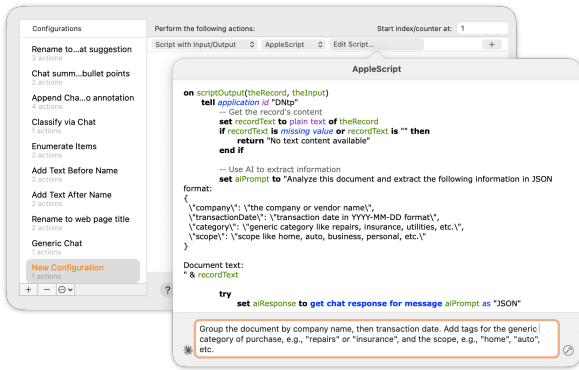 Configurations
Perform the following actions:
Start index/counter at:
1
Script with Input/Output
AppleScript
Edit Script...
+
Rename to...at suggestion
3 actions
Chat summ...bullet points
2 actions
Append Cha...o annotation
4 actions
Classify via Chat
1 actions
Enumerate Items
2 actions
Add Text Before Name
2 actions
Add Text After Name
2 actions
Rename to web page title
2 actions
Generic Chat
1 actions
New Configuration
1 actions
+ −
?
AppleScript
on scriptOutput(theRecord, theInput)
tell application id "DNtp"
-- Get the record's content
set recordText to plain text of theRecord
if recordText is missing value or recordText is "" then
return "No text content available"
end if
-- Use AI to extract information
set aiPrompt to "Analyze this document and extract the following information in JSON
format:
{
\"company\": \"the company or vendor name\",
\"transactionDate\": \"transaction date in YYYY-MM-DD format\",
\"category\": \"generic category like repairs, insurance, utilities, etc.\",
\"scope\": \"scope like home, auto, business, personal, etc.\"
}
Document text:
" & recordText
try
set aiResponse to get chat response for message aiPrompt as "JSON"
Group the document by company name, then transaction date. Add tags for the generic
category of purchase, e.g., "repairs" or "insurance", and the scope, e.g., "home", "auto",
etc.